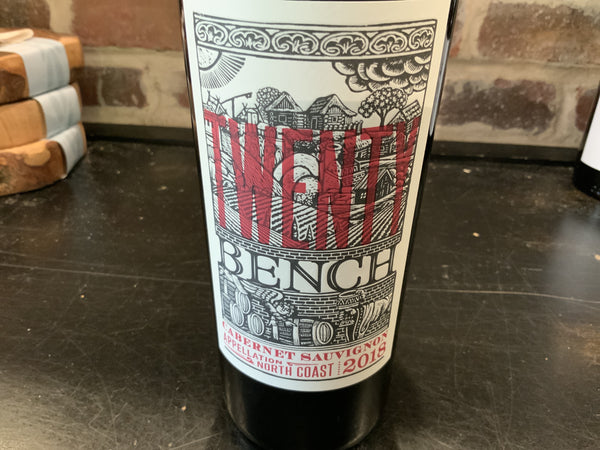 TWENTY
BENCH
CABERNET SAUVIGNON
APPELLATION
NORTH COAST
2018